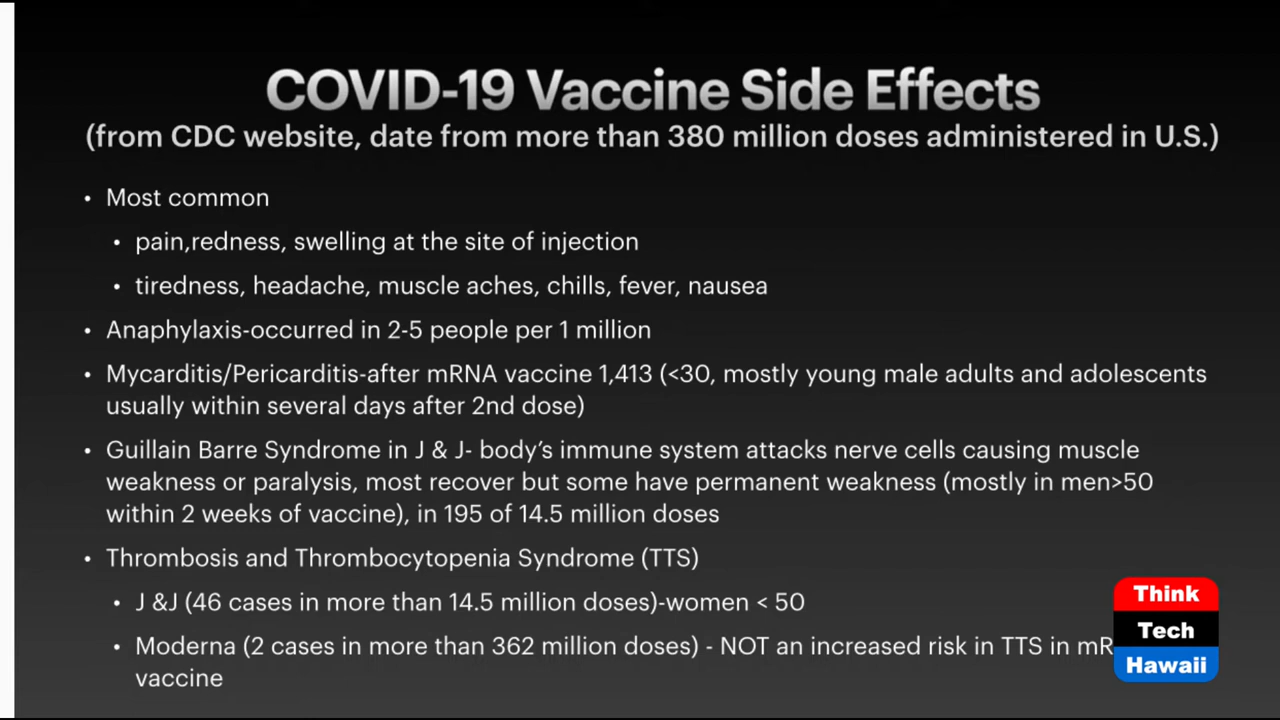 COVID-19 Vaccine Side Effects
(from CDC website, date from more than 380 million doses administered in U.S.)
• Most common
• pain,redness, swelling at the site of injection
• tiredness, headache, muscle aches, chills, fever, nausea
• Anaphylaxis-occurred in 2-5 people per 1 million
• Mycarditis/Pericarditis-after mRNA vaccine 1,413 (<30, mostly young male adults and adolescents
usually within several days after 2nd dose)
• Guillain Barre Syndrome in J & J- body's immune system attacks nerve cells causing muscle
weakness or paralysis, most recover but some have permanent weakness (mostly in men>50
within 2 weeks of vaccine), in 195 of 14.5 million doses
• Thrombosis and Thrombocytopenia Syndrome (TTS)
• J &J (46 cases in more than 14.5 million doses)-women < 50
• Moderna (2 cases in more than 362 million doses) - NOT an increased risk in TTS in mR
vaccine
Think
Tech
Hawaii